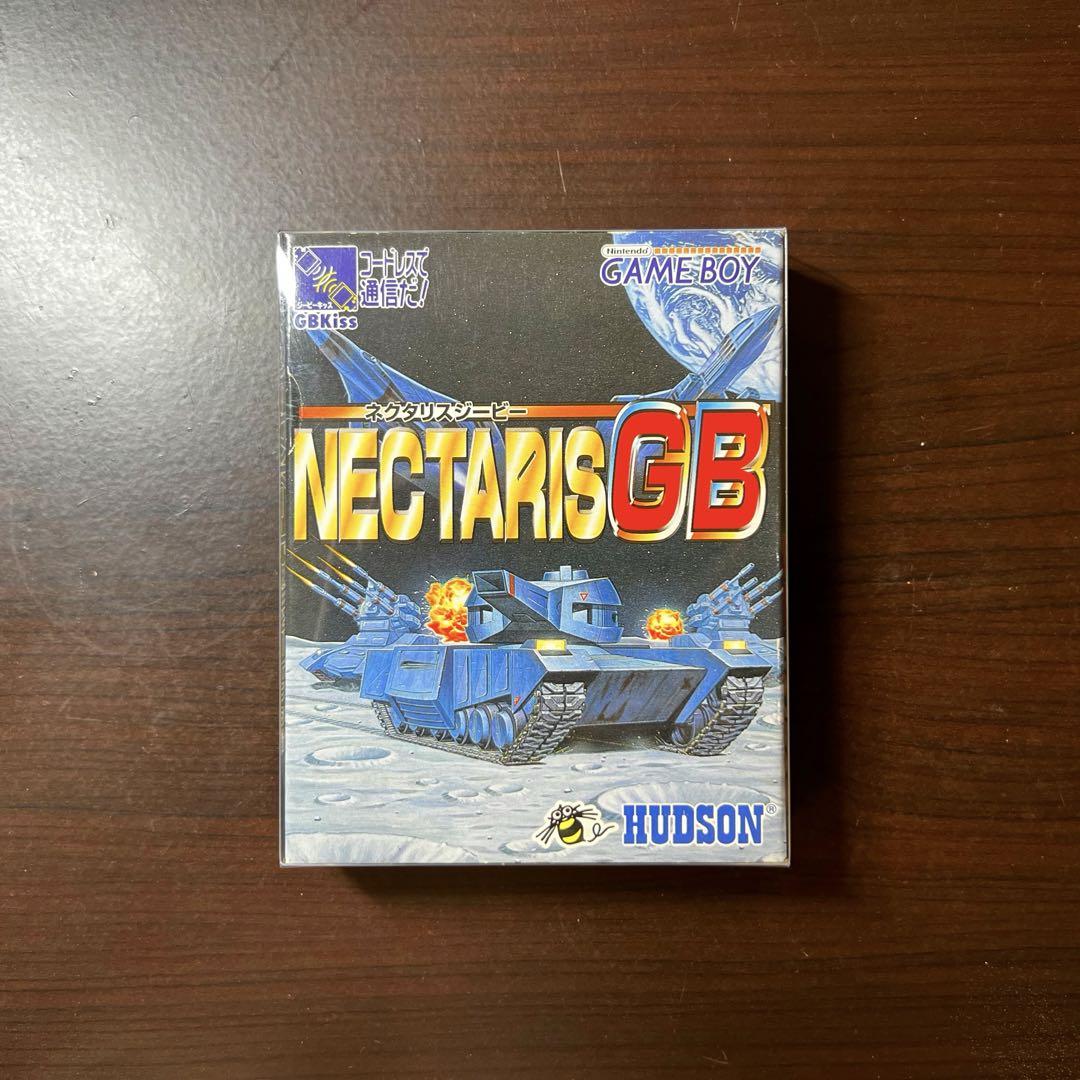 コードレスで
通信だ!
ジーピーキッス
GBKiss
Nintendo
GAME BOY
ネクタリスジービー
NECTARIS GB
HUDSON®